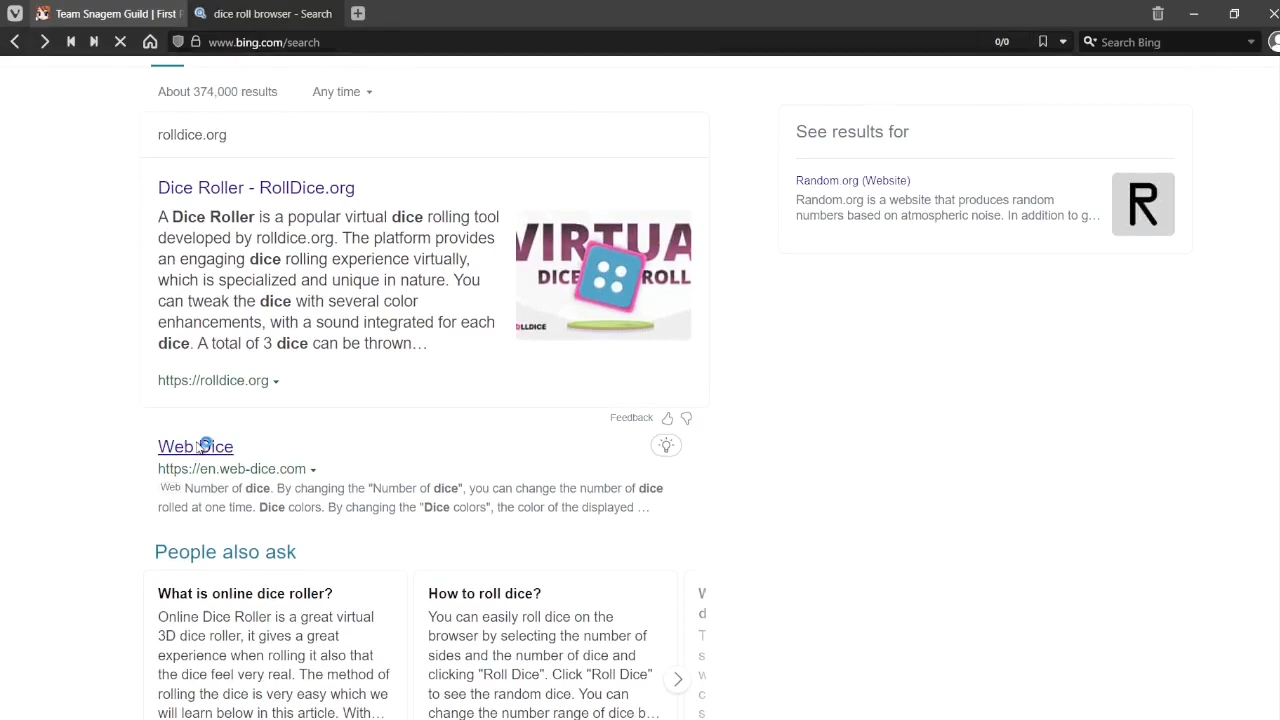 Team Snagem Guild | First P
dice roll browser - Search
www.bing.com/search
0/0
Search Bing
About 374,000 results
Any time
rolldice.org
Dice Roller - RollDice.org
A Dice Roller is a popular virtual dice rolling tool
developed by rolldice.org. The platform provides
an engaging dice rolling experience virtually,
which is specialized and unique in nature. You
can tweak the dice with several color
enhancements, with a sound integrated for each
dice. A total of 3 dice can be thrown…
VIRTUA
DICE ROLL
LLDICE
https://rolldice.org
Feedback
Web Dice
https://en.web-dice.com
Web Number of dice. By changing the "Number of dice", you can change the number of dice
rolled at one time. Dice colors. By changing the "Dice colors", the color of the displayed …
People also ask
What is online dice roller?
Online Dice Roller is a great virtual
3D dice roller, it gives a great
experience when rolling it also that
the dice feel very real. The method of
rolling the dice is very easy which we
will learn below in this article. With…
How to roll dice?
You can easily roll dice on the
browser by selecting the number of
sides and the number of dice and
clicking "Roll Dice". Click "Roll Dice"
to see the random dice. You can
change the number range of dice b…
See results for
Random.org (Website)
Random.org is a website that produces random
numbers based on atmospheric noise. In addition to g…
R